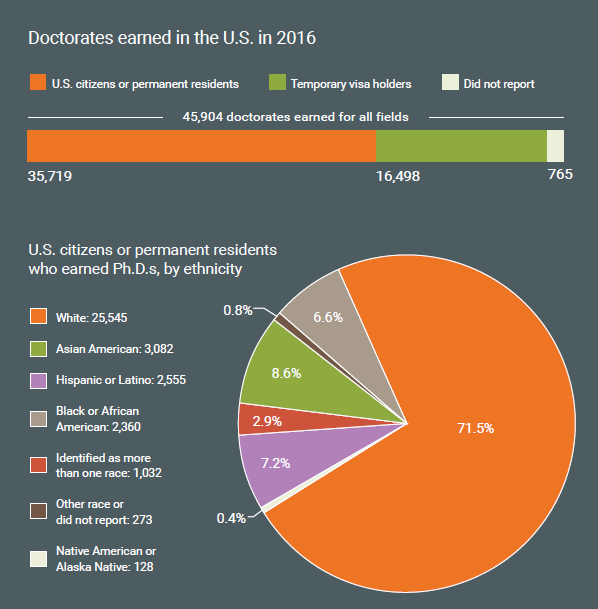 Doctorates earned in the U.S. in 2016
U.S. citizens or permanent residents
Temporary visa holders
Did not report
45,904 doctorates earned for all fields
35,719
16,498
765
U.S. citizens or permanent residents
who earned Ph.D.s, by ethnicity
White: 25,545
Asian American: 3,082
Hispanic or Latino: 2,555
Black or African
American: 2,360
Identified as more
than one race: 1,032
Other race or
did not report: 273
Native American or
Alaska Native: 128
0.8%
6.6%
8.6%
2.9%
71.5%
7.2%
0.4%